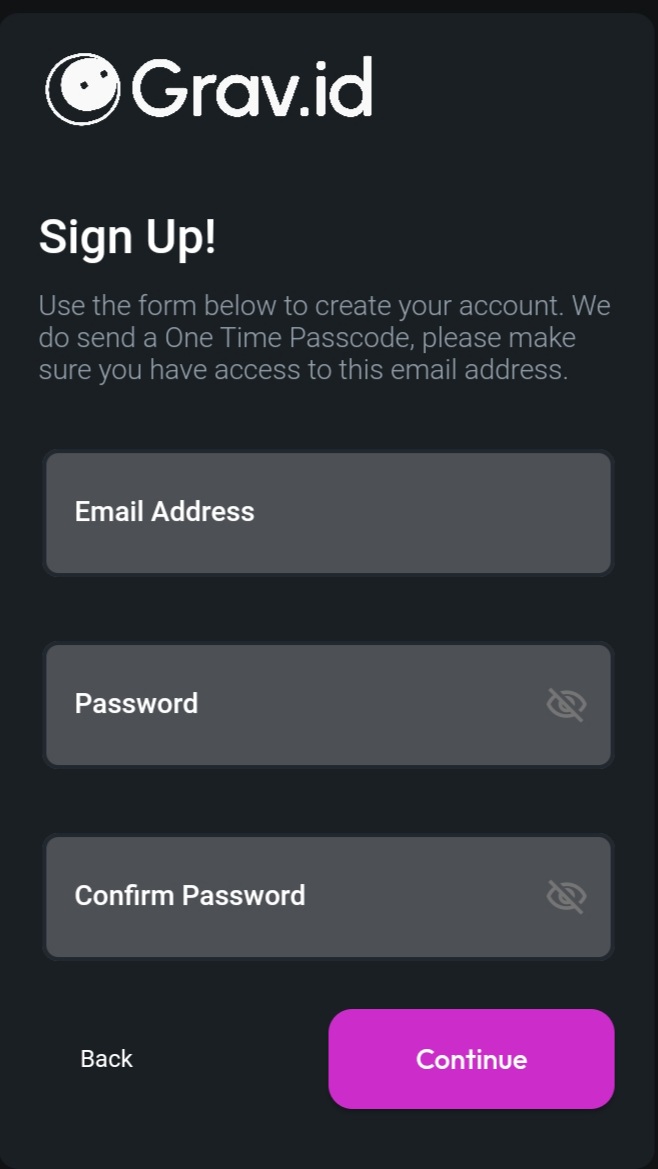 Grav.id
Sign Up!
Use the form below to create your account. We
do send a One Time Passcode, please make
sure you have access to this email address.
Email Address
Password
Confirm Password
Back
Continue